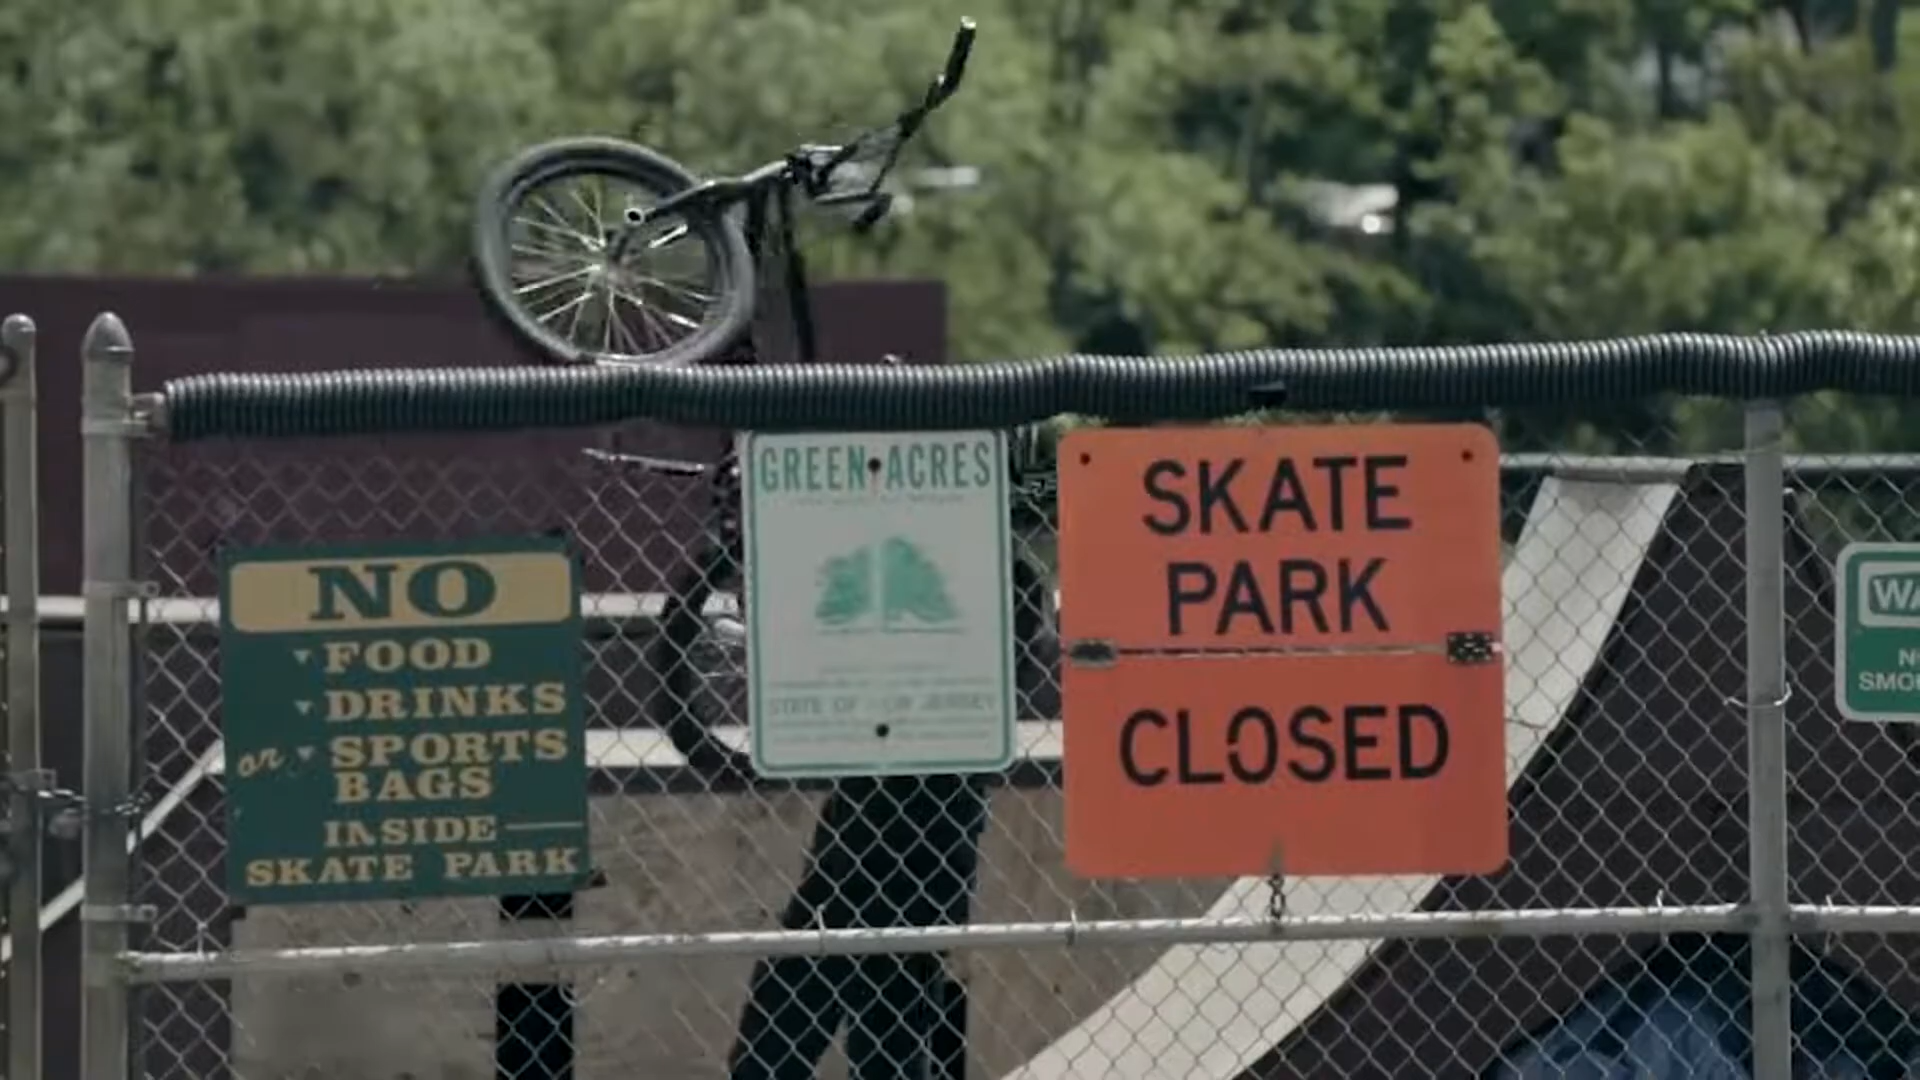 NO
FOOD
DRINKS
or SPORTS
BAGS
INSIDE
SKATE PARK
GREEN ACRES
STATE OF NEW JERSEY
SKATE
PARK
CLOSED